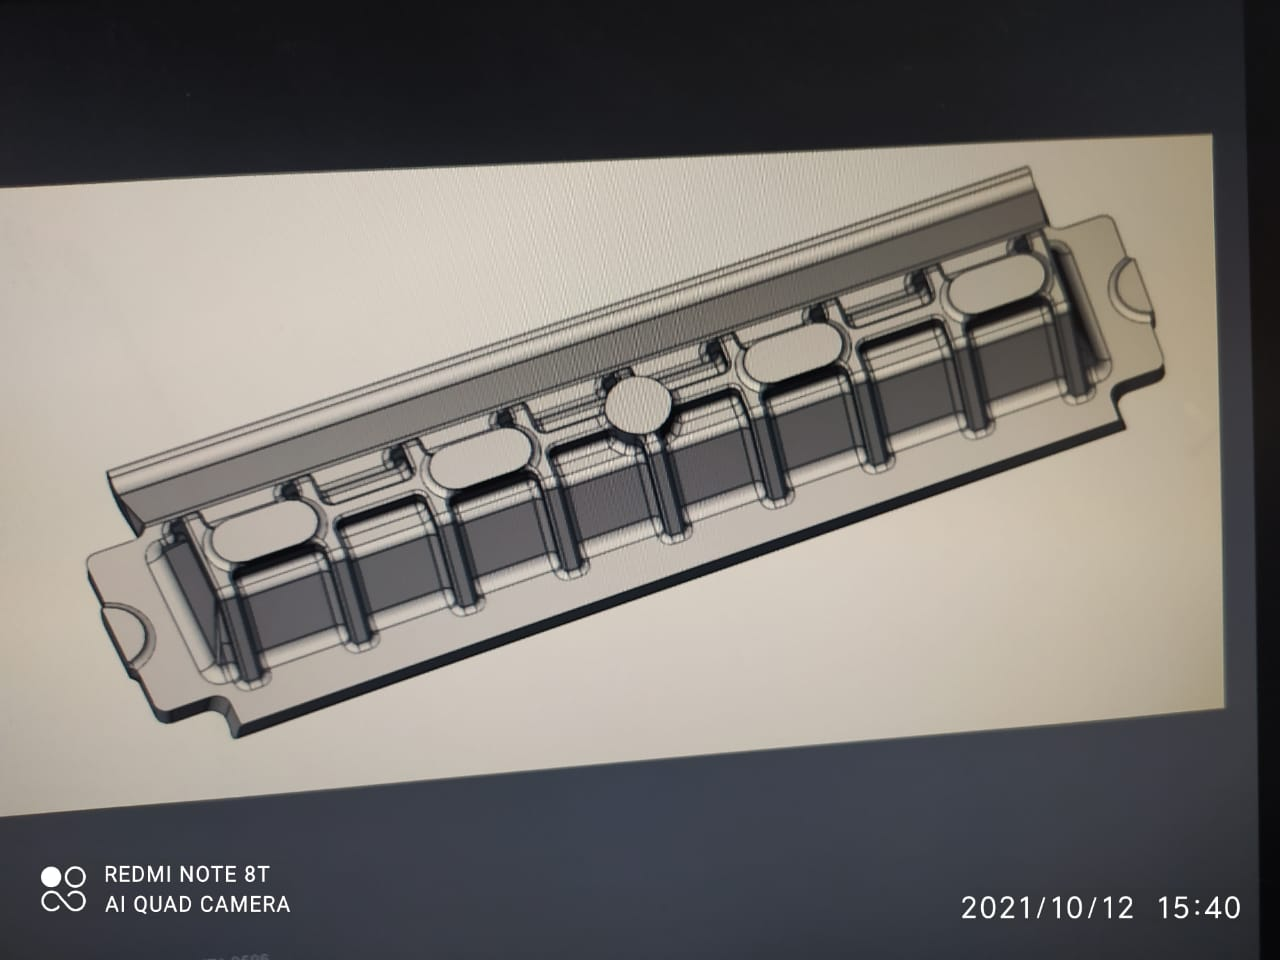 REDMI NOTE 8T
AI QUAD CAMERA
2021/10/12 15:40